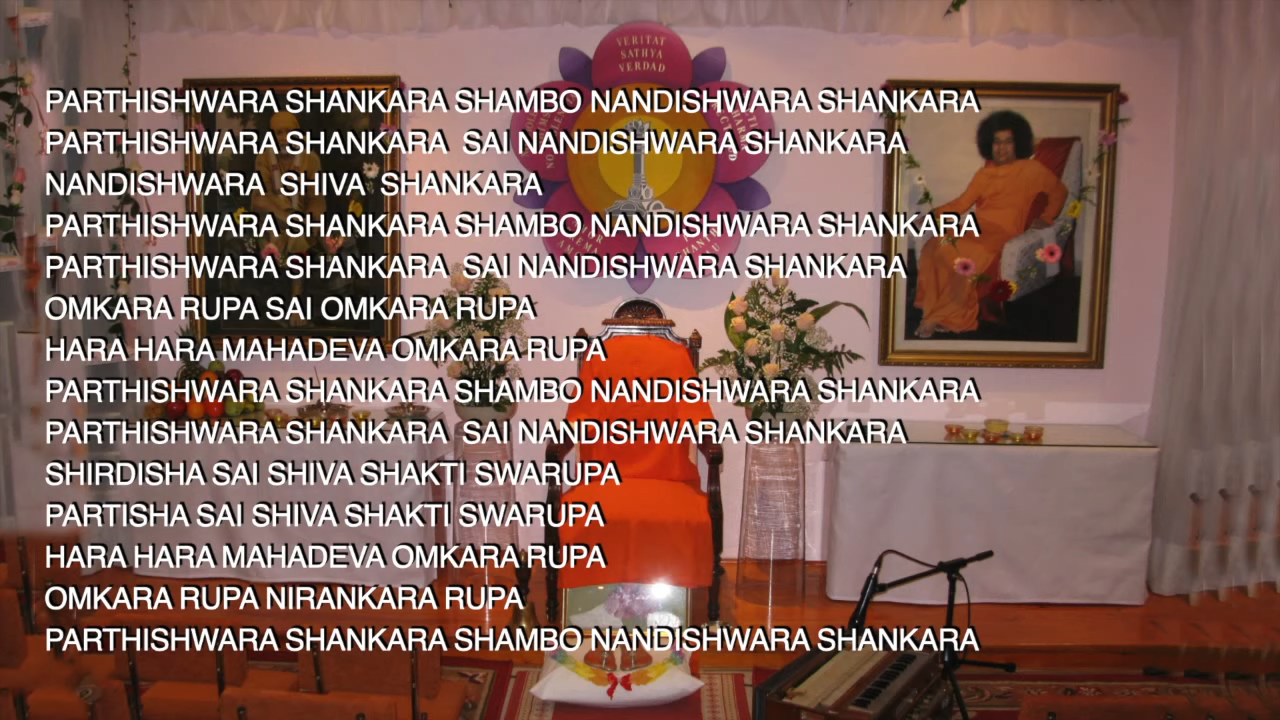 VERITAT
SATHYA
VERDAD
PARTHISHWARA SHANKARA SHAMBO NANDISHWARA SHANKARA
PARTHISHWARA SHANKARA  SAI NANDISHWARA SHANKARA
NANDISHWARA  SHIVA  SHANKARA
PARTHISHWARA SHANKARA SHAMBO NANDISHWARA SHANKARA
PARTHISHWARA SHANKARA  SAI NANDISHWARA SHANKARA
OMKARA RUPA SAI OMKARA RUPA
HARA HARA MAHADEVA OMKARA RUPA
PARTHISHWARA SHANKARA SHAMBO NANDISHWARA SHANKARA
PARTHISHWARA SHANKARA  SAI NANDISHWARA SHANKARA
SHIRDISHA SAI SHIVA SHAKTI SWARUPA
PARTISHA SAI SHIVA SHAKTI SWARUPA
HARA HARA MAHADEVA OMKARA RUPA
OMKARA RUPA NIRANKARA RUPA
PARTHISHWARA SHANKARA SHAMBO NANDISHWARA SHANKARA